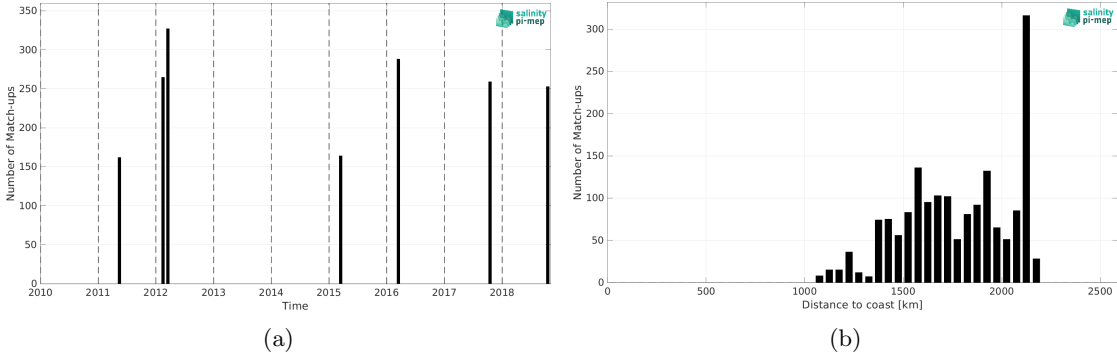 350
300
250
200
150
100
50
0
Number of Match-ups
2010 2011 2012 2013 2014 2015 2016 2017 2018
Time
salinity
pi-mep
(a)
300
250
200
150
100
50
0
Number of Match-ups
0 500 1000 1500 2000 2500
Distance to coast [km]
salinity
pi-mep
(b)